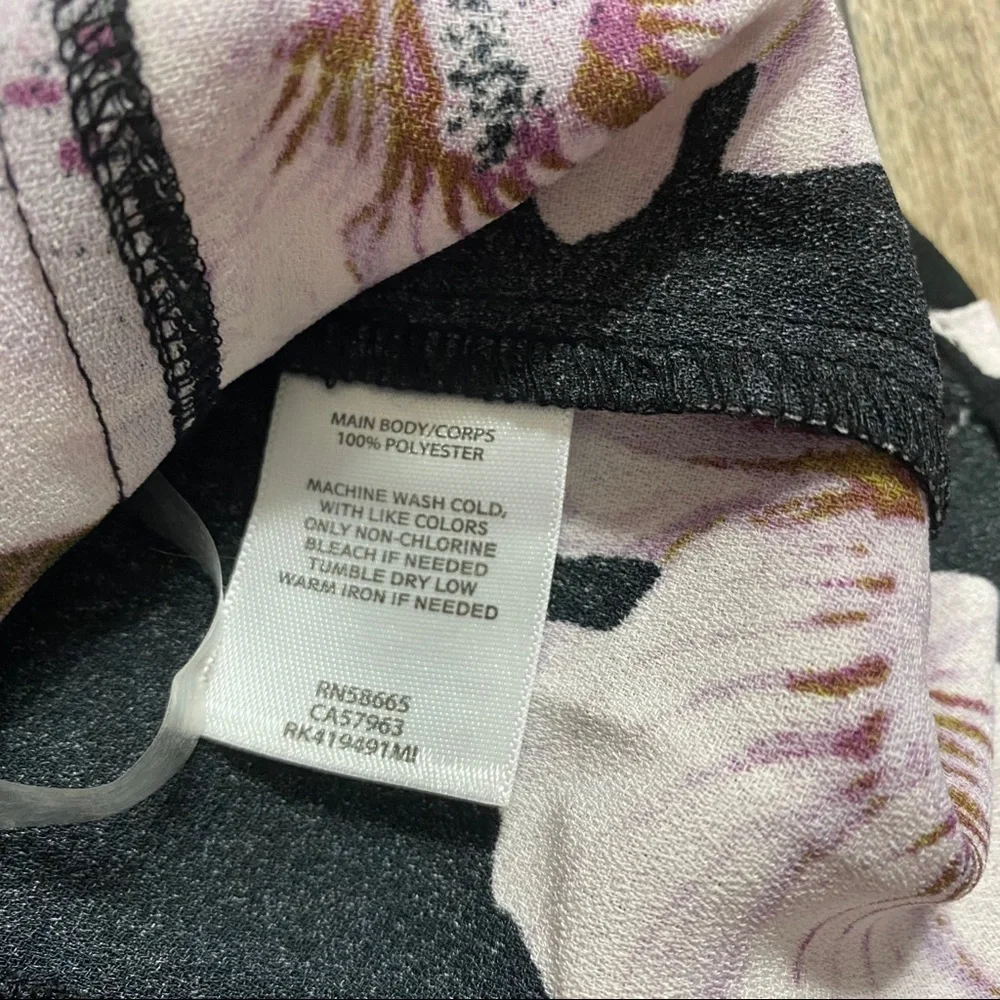 MAIN BODY/CORPS
100% POLYESTER
MACHINE WASH COLD,
WITH LIKE COLORS
ONLY NON-CHLORINE
BLEACH IF NEEDED
TUMBLE DRY LOW
WARM IRON IF NEEDED
RN58665
CA57963
RK419491MI